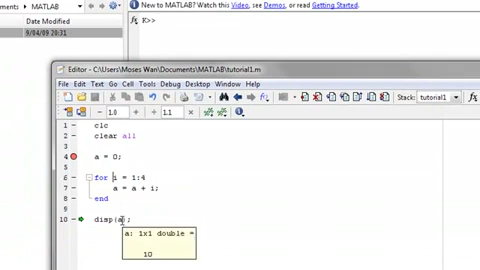 ments ▸ MATLAB ▸
Date Modified
9/04/09 20:31
New to MATLAB? Watch this Video, see Demos, or read Getting Started.
K>>
Editor - C:\Users\Moses Wan\Documents\MATLAB\tutorial1.m
File Edit Text Go Cell Tools Debug Desktop Window Help
Stack: tutorial1
- 1.0 + ÷ 1.1 ×
1 - clc
2 - clear all
3
4 a = 0;
5
6 - for i = 1:4
7 - a = a + i;
8 - end
9
10 - disp(a);
a: 1x1 double =
10